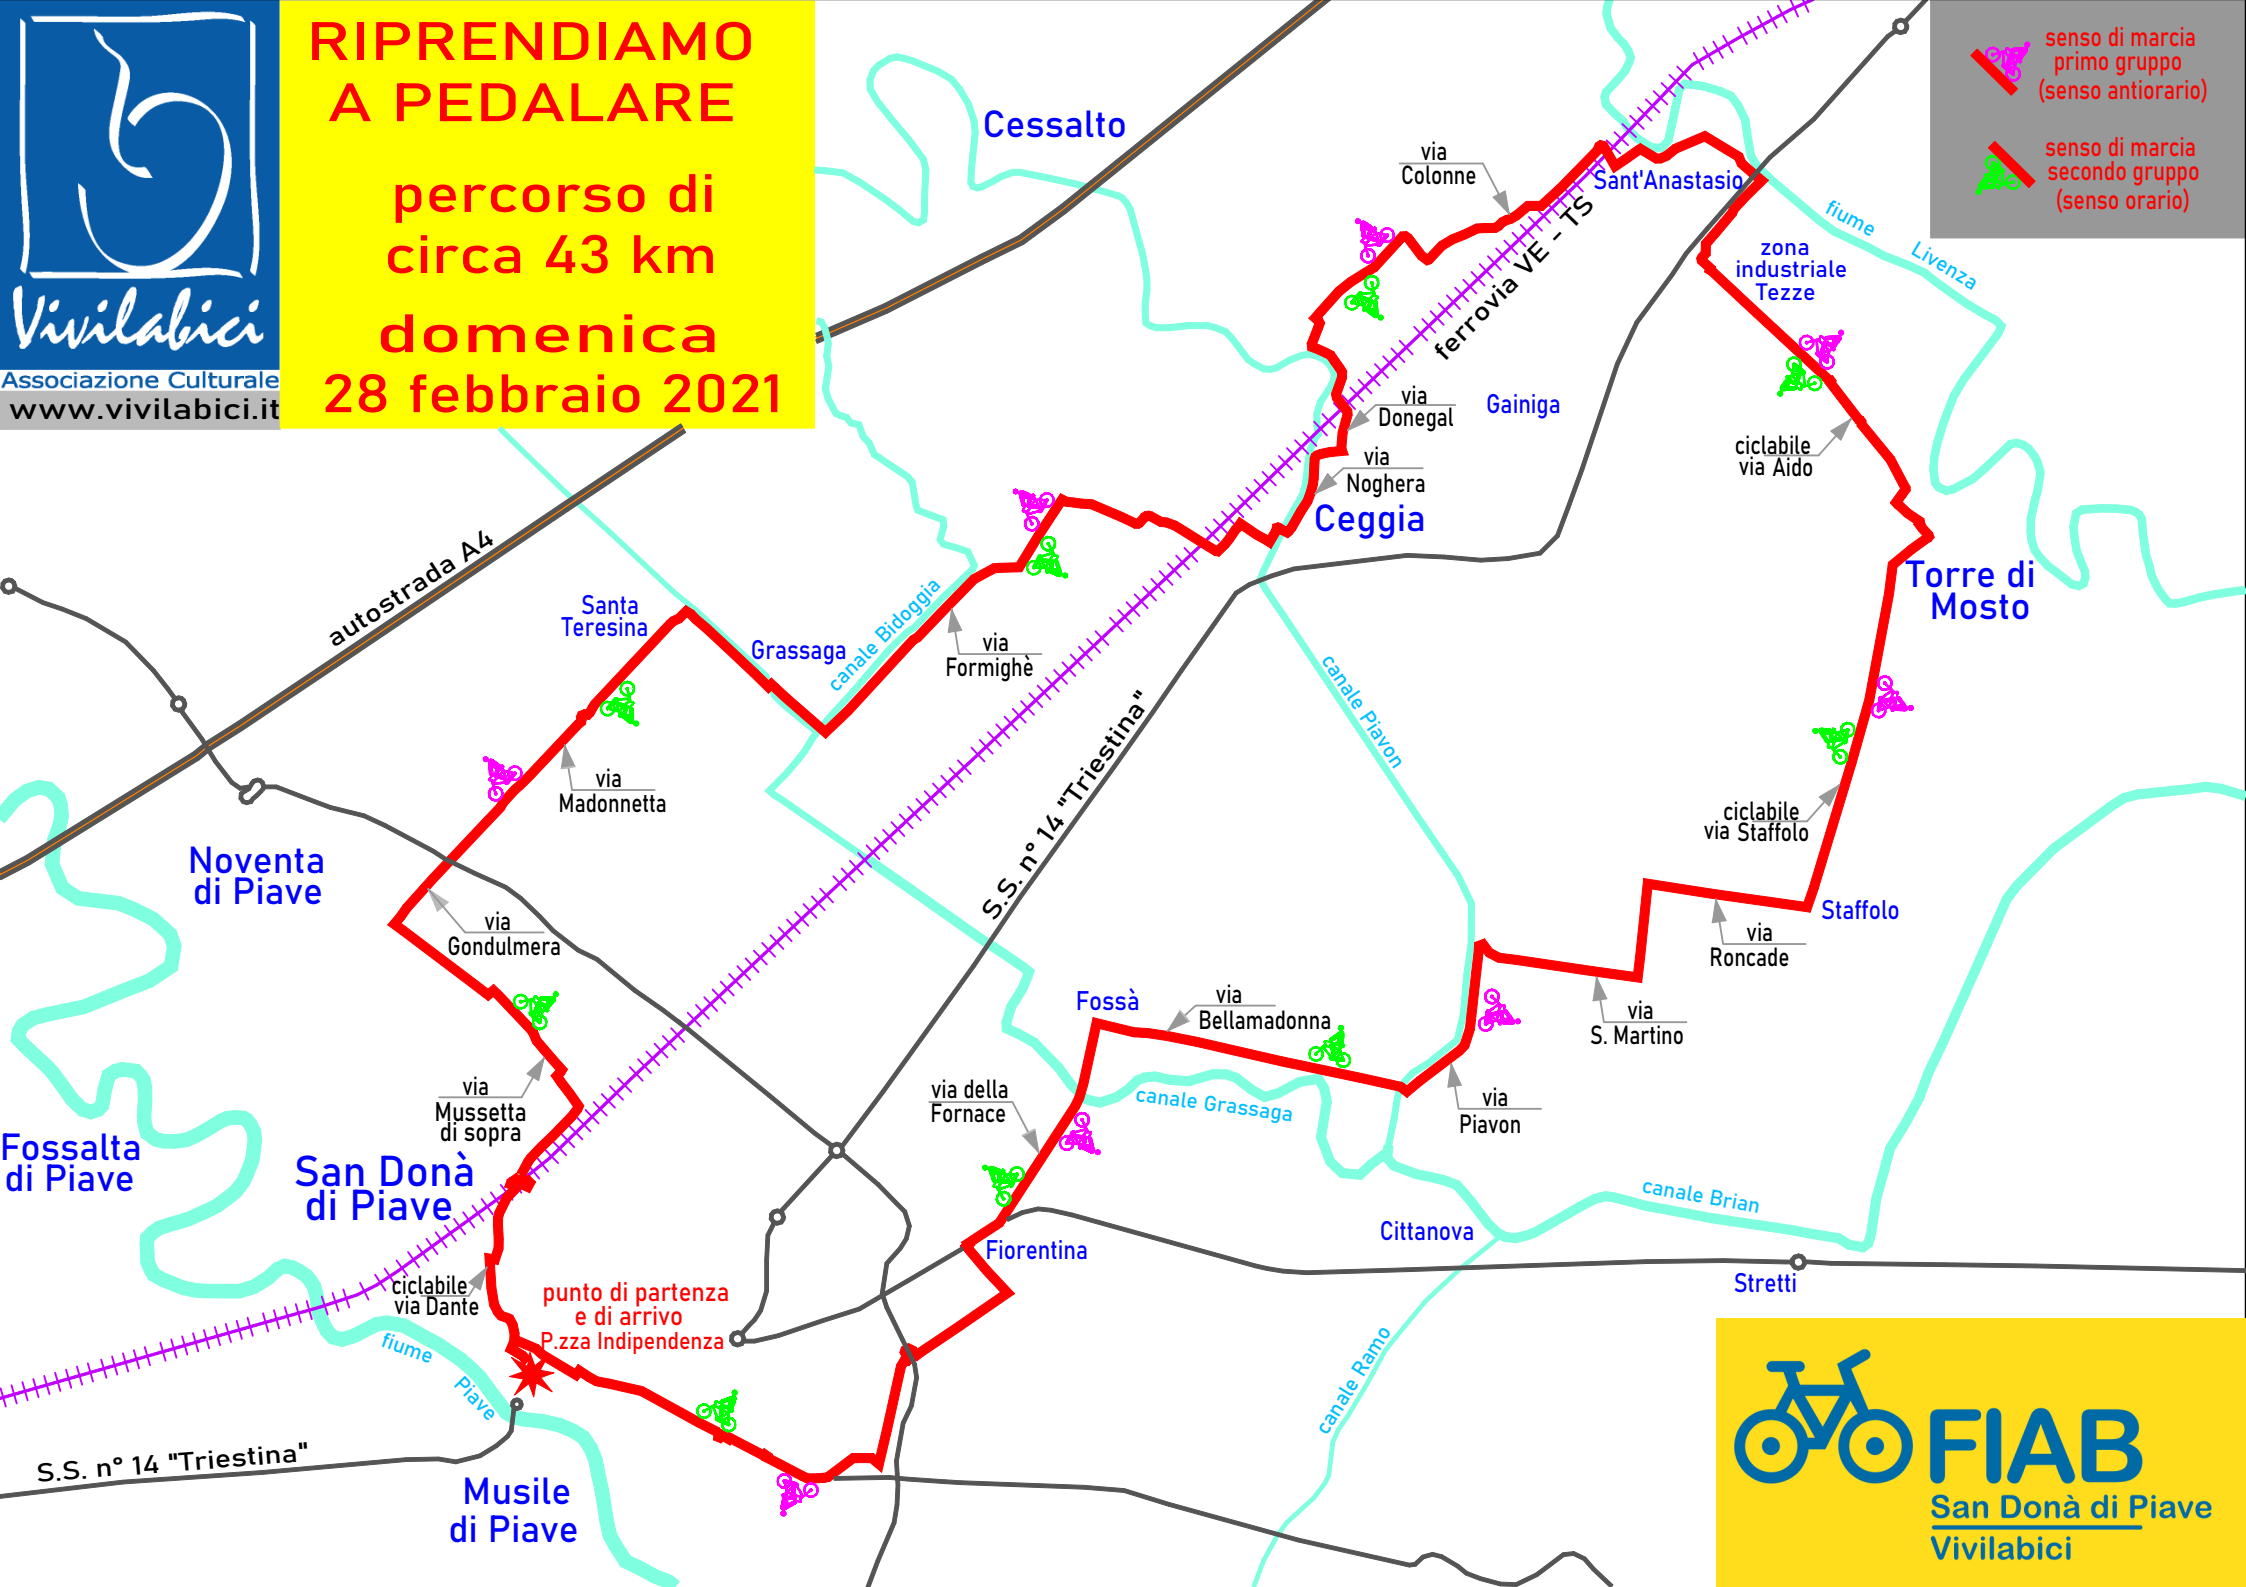 RIPRENDIAMO
A PEDALARE
percorso di
circa 43 km
domenica
28 febbraio 2021
Vivilabici
Associazione Culturale
www.vivilabici.it
senso di marcia
primo gruppo
(senso antiorario)
senso di marcia
secondo gruppo
(senso orario)
Cessalto
via
Colonne
Sant'Anastasio
fiume
Livenza
zona
industriale
Tezze
ferrovia VE - TS
via
Donegal
Gainiga
via
Noghera
Ceggia
ciclabile
via Aido
autostrada A4
Santa
Teresina
Grassaga
canale Bidoggia
via
Formighè
Torre di
Mosto
canale Piavon
S.S. n° 14 "Triestina"
via
Madonnetta
ciclabile
via Staffolo
Noventa
di Piave
via
Gondulmera
Staffolo
via
Roncade
Fossà
via
Bellamadonna
via
S. Martino
via
Mussetta
di sopra
via della
Fornace
canale Grassaga
via
Piavon
Fossalta
di Piave
San Donà
di Piave
canale Brian
Cittanova
Fiorentina
Stretti
ciclabile
via Dante
punto di partenza
e di arrivo
P.zza Indipendenza
fiume
Piave
canale Ramo
S.S. n° 14 "Triestina"
Musile
di Piave
FIAB
San Donà di Piave
Vivilabici